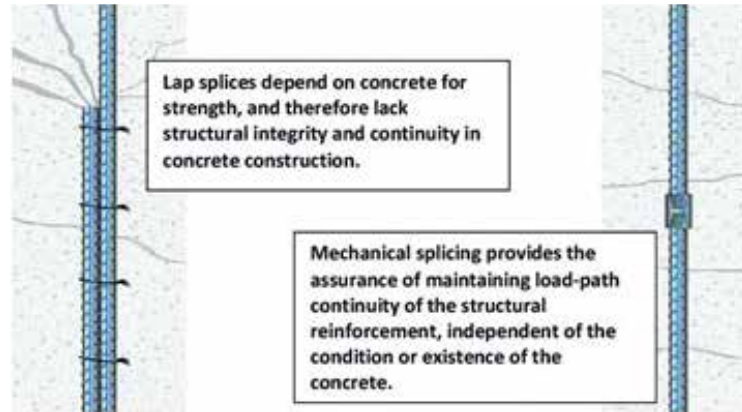 Lap splices depend on concrete for
strength, and therefore lack
structural integrity and continuity in
concrete construction.
Mechanical splicing provides the
assurance of maintaining load-path
continuity of the structural
reinforcement, independent of the
condition or existence of the
concrete.